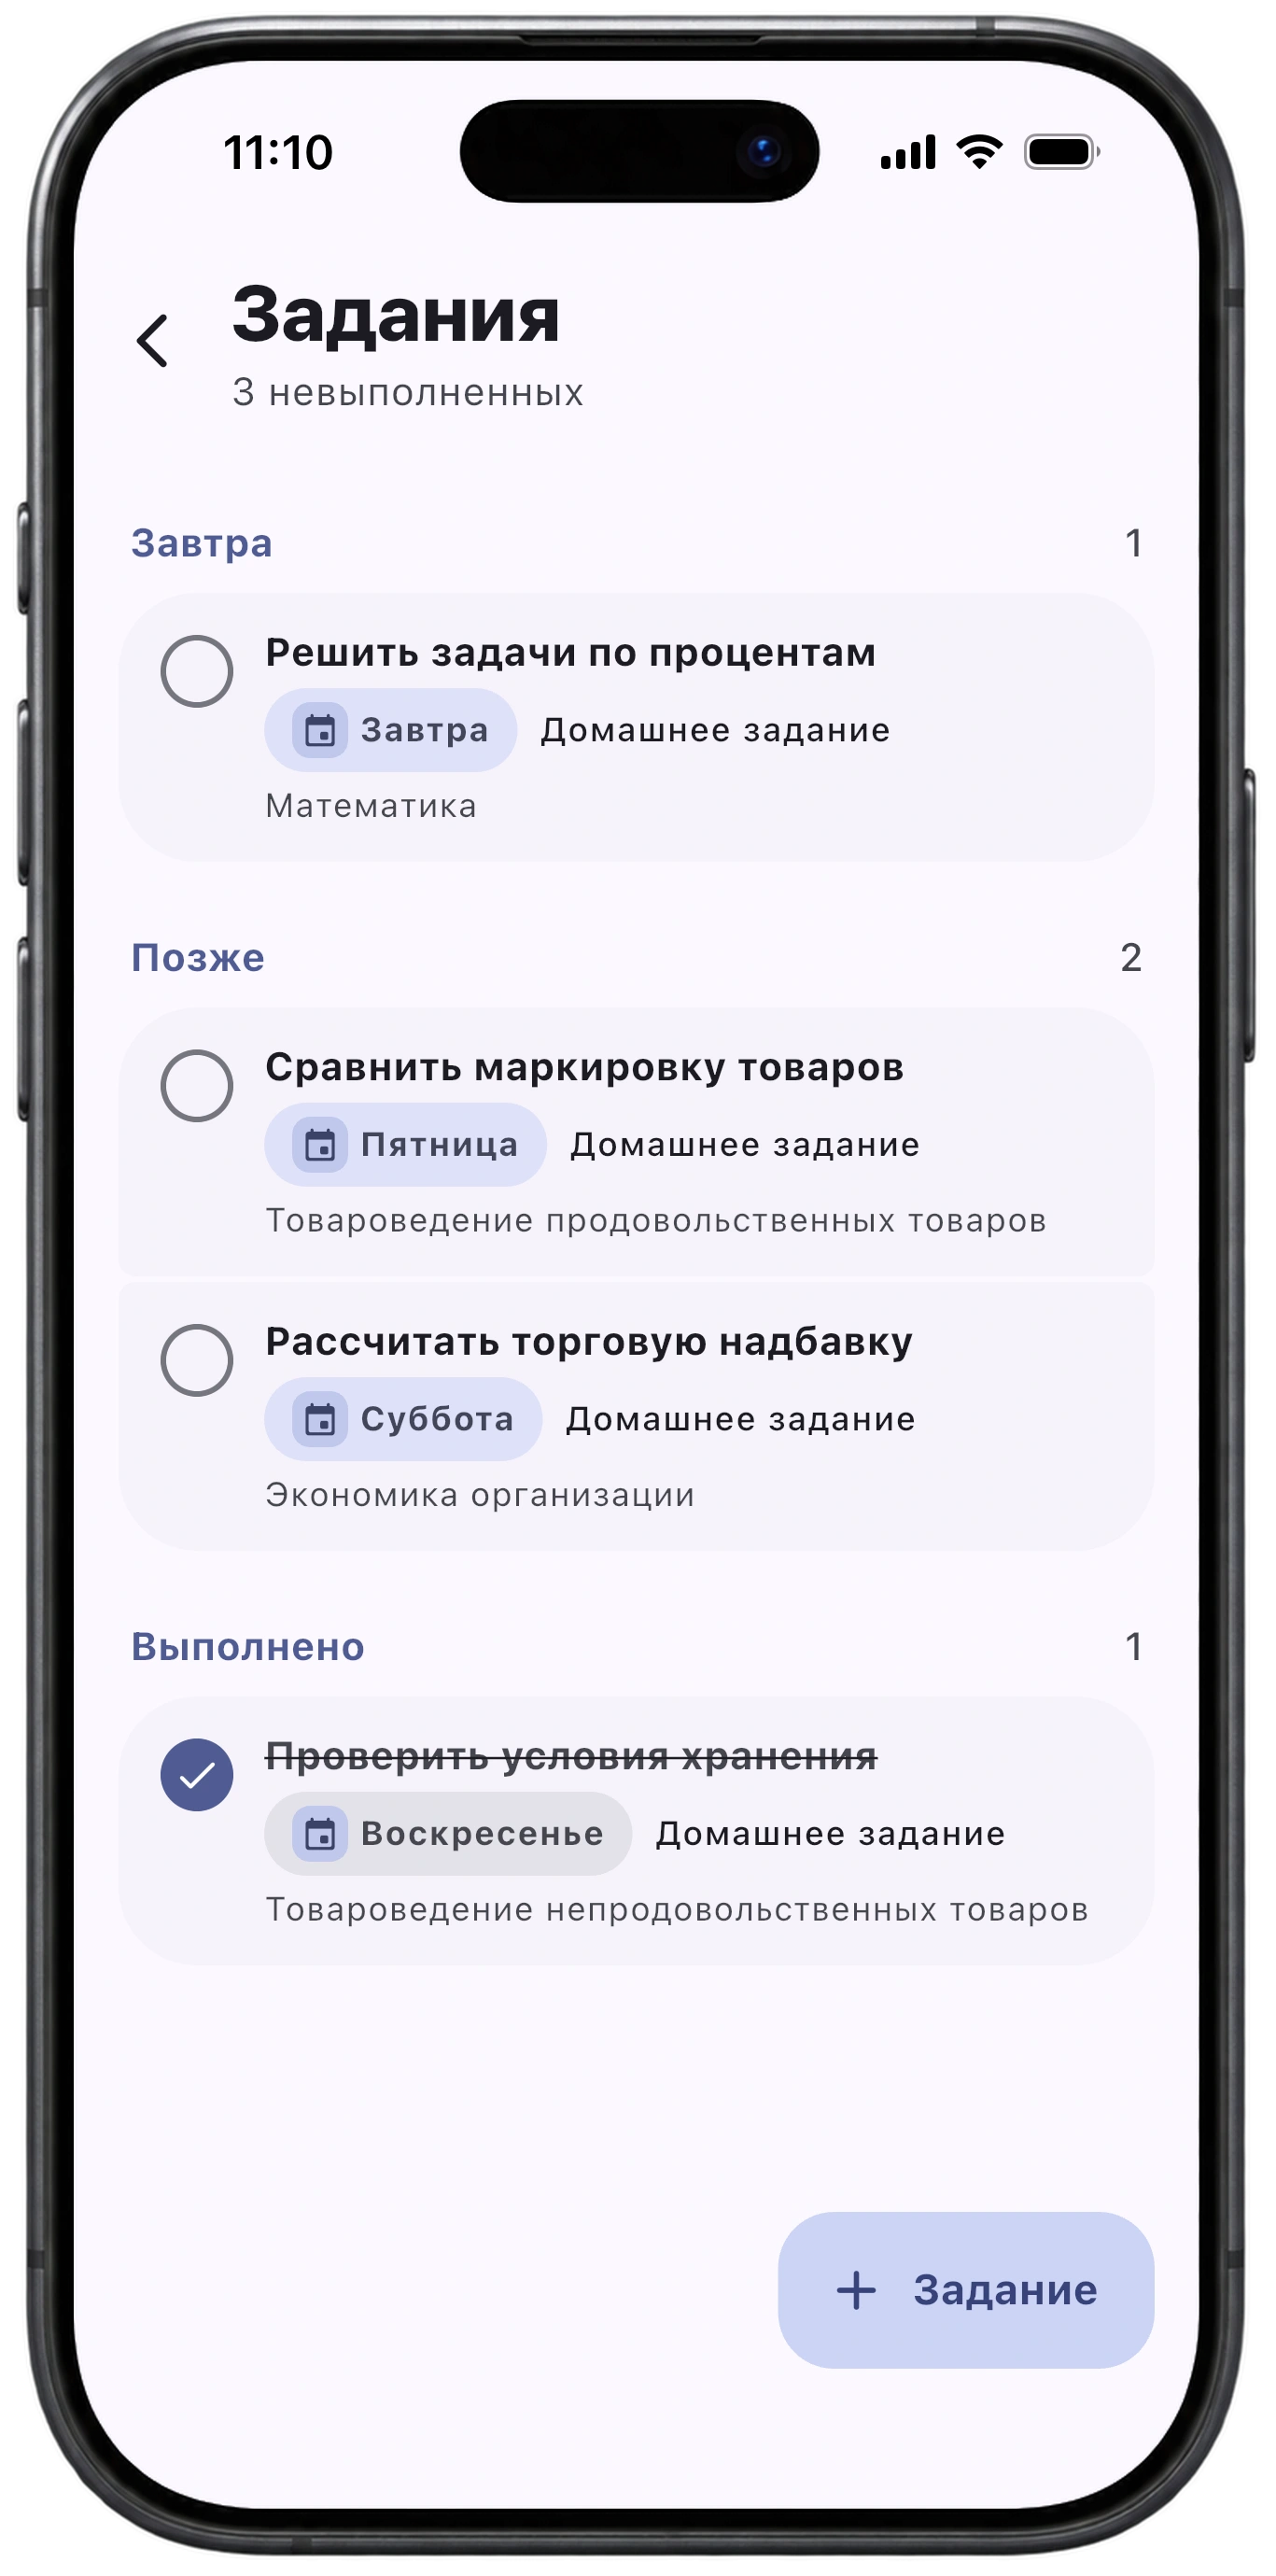 11:10
Задания
3 невыполненных
Завтра 1
Решить задачи по процентам
Завтра Домашнее задание
Математика
Позже 2
Сравнить маркировку товаров
Пятница Домашнее задание
Товароведение продовольственных товаров
Рассчитать торговую надбавку
Суббота Домашнее задание
Экономика организации
Выполнено 1
Проверить условия хранения
Воскресенье Домашнее задание
Товароведение непродовольственных товаров
+ Задание